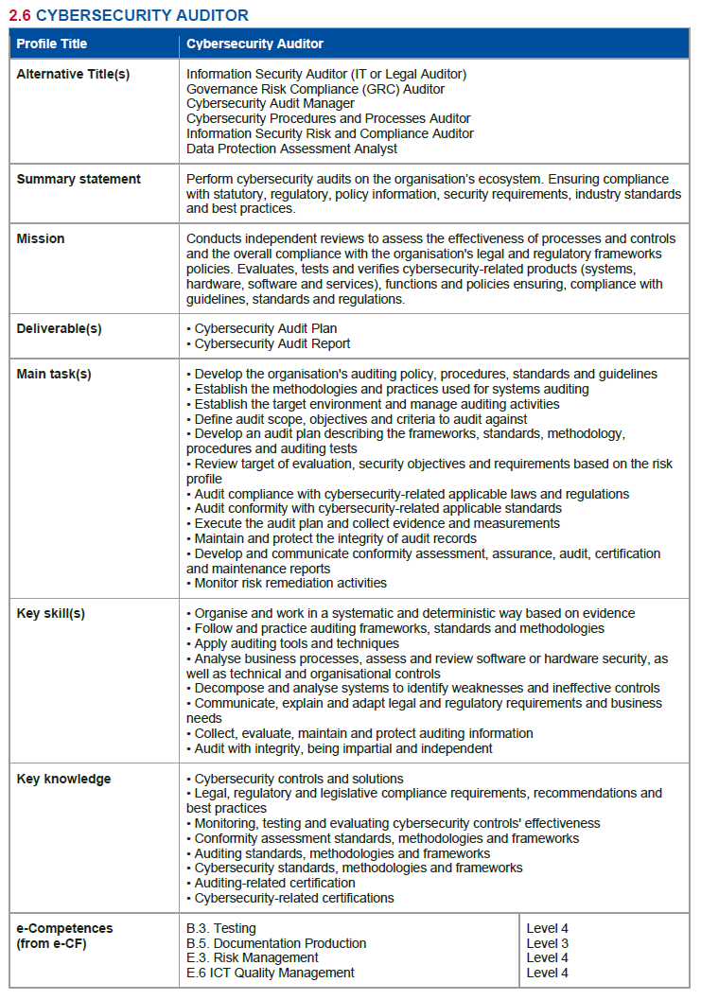 2.6 CYBERSECURITY AUDITOR
Profile Title Cybersecurity Auditor
Alternative Title(s) Information Security Auditor (IT or Legal Auditor)
Governance Risk Compliance (GRC) Auditor
Cybersecurity Audit Manager
Cybersecurity Procedures and Processes Auditor
Information Security Risk and Compliance Auditor
Data Protection Assessment Analyst
Summary statement Perform cybersecurity audits on the organisation's ecosystem. Ensuring compliance
with statutory, regulatory, policy information, security requirements, industry standards
and best practices.
Mission Conducts independent reviews to assess the effectiveness of processes and controls
and the overall compliance with the organisation's legal and regulatory frameworks
policies. Evaluates, tests and verifies cybersecurity-related products (systems,
hardware, software and services), functions and policies ensuring, compliance with
guidelines, standards and regulations.
Deliverable(s) • Cybersecurity Audit Plan
• Cybersecurity Audit Report
Main task(s) • Develop the organisation's auditing policy, procedures, standards and guidelines
• Establish the methodologies and practices used for systems auditing
• Establish the target environment and manage auditing activities
• Define audit scope, objectives and criteria to audit against
• Develop an audit plan describing the frameworks, standards, methodology,
procedures and auditing tests
• Review target of evaluation, security objectives and requirements based on the risk
profile
• Audit compliance with cybersecurity-related applicable laws and regulations
• Audit conformity with cybersecurity-related applicable standards
• Execute the audit plan and collect evidence and measurements
• Maintain and protect the integrity of audit records
• Develop and communicate conformity assessment, assurance, audit, certification
and maintenance reports
• Monitor risk remediation activities
Key skill(s) • Organise and work in a systematic and deterministic way based on evidence
• Follow and practice auditing frameworks, standards and methodologies
• Apply auditing tools and techniques
• Analyse business processes, assess and review software or hardware security, as
well as technical and organisational controls
• Decompose and analyse systems to identify weaknesses and ineffective controls
• Communicate, explain and adapt legal and regulatory requirements and business
needs
• Collect, evaluate, maintain and protect auditing information
• Audit with integrity, being impartial and independent
Key knowledge • Cybersecurity controls and solutions
• Legal, regulatory and legislative compliance requirements, recommendations and
best practices
• Monitoring, testing and evaluating cybersecurity controls' effectiveness
• Conformity assessment standards, methodologies and frameworks
• Auditing standards, methodologies and frameworks
• Cybersecurity standards, methodologies and frameworks
• Auditing-related certification
• Cybersecurity-related certifications
e-Competences B.3. Testing Level 4
(from e-CF) B.5. Documentation Production Level 3
E.3. Risk Management Level 4
E.6 ICT Quality Management Level 4